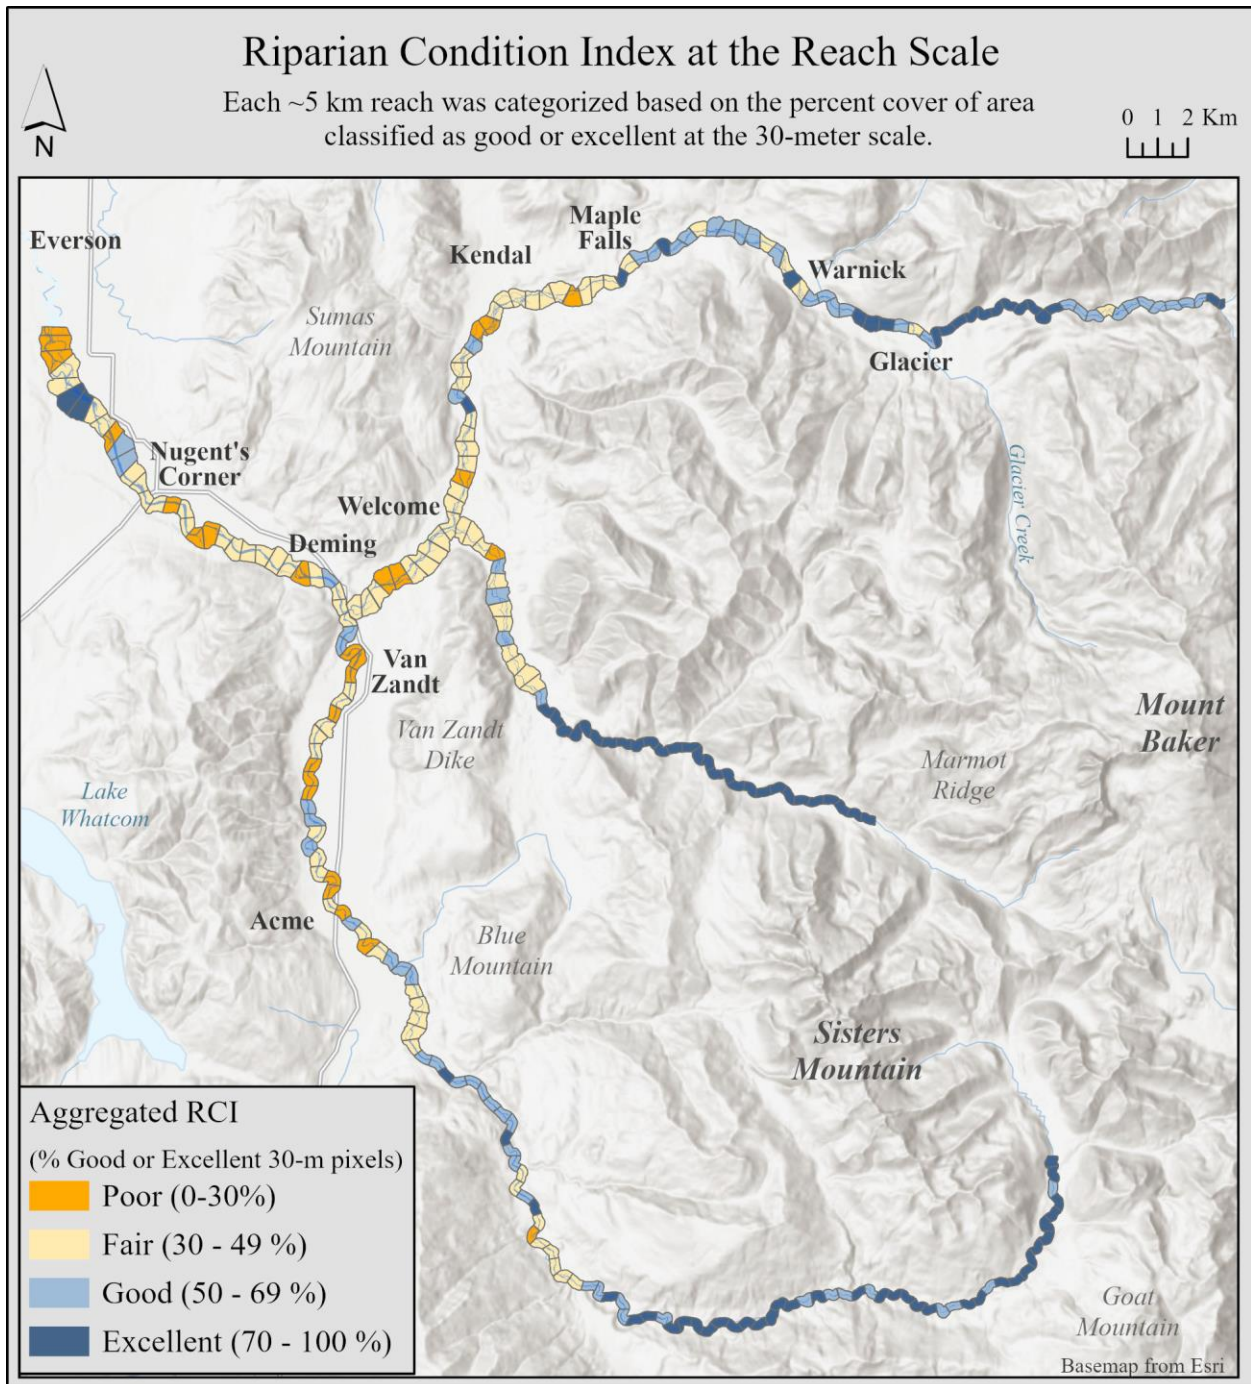 Riparian Condition Index at the Reach Scale
Each ~5 km reach was categorized based on the percent cover of area
classified as good or excellent at the 30-meter scale.
N
0 1 2 Km
Everson
Maple
Falls
Kendal
Warnick
Sumas
Mountain
Glacier
Nugent's
Corner
Glacier Creek
Welcome
Deming
Van
Zandt
Mount
Baker
Van Zandt
Dike
Marmot
Ridge
Lake
Whatcom
Acme
Blue
Mountain
Sisters
Mountain
Aggregated RCI
(% Good or Excellent 30-m pixels)
Poor (0-30%)
Fair (30 - 49 %)
Good (50 - 69 %)
Excellent (70 - 100 %)
Goat
Mountain
Basemap from Esri